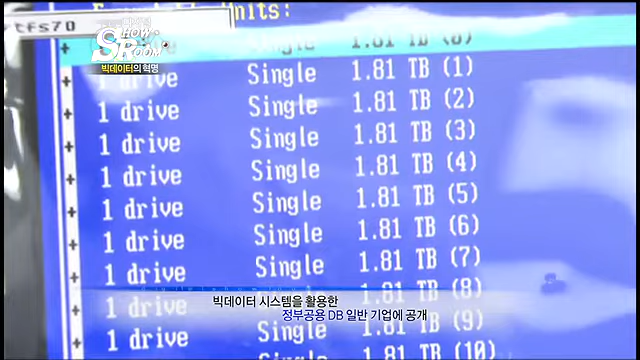 Units:
tfs70
SHOW
ROOM
빅데이터의 혁명
Single 1.81 TB (0)
1 drive Single 1.81 TB (1)
1 drive Single 1.81 TB (2)
1 drive Single 1.81 TB (3)
1 drive Single 1.81 TB (4)
1 drive Single 1.81 TB (5)
1 drive Single 1.81 TB (6)
1 drive Single 1.81 TB (7)
1 drive 1.81 TB (8)
1 drive Single 1.81 TB (9)
Single 1.81 TB (10)
빅데이터 시스템을 활용한
정부공용 DB 일반 기업에 공개